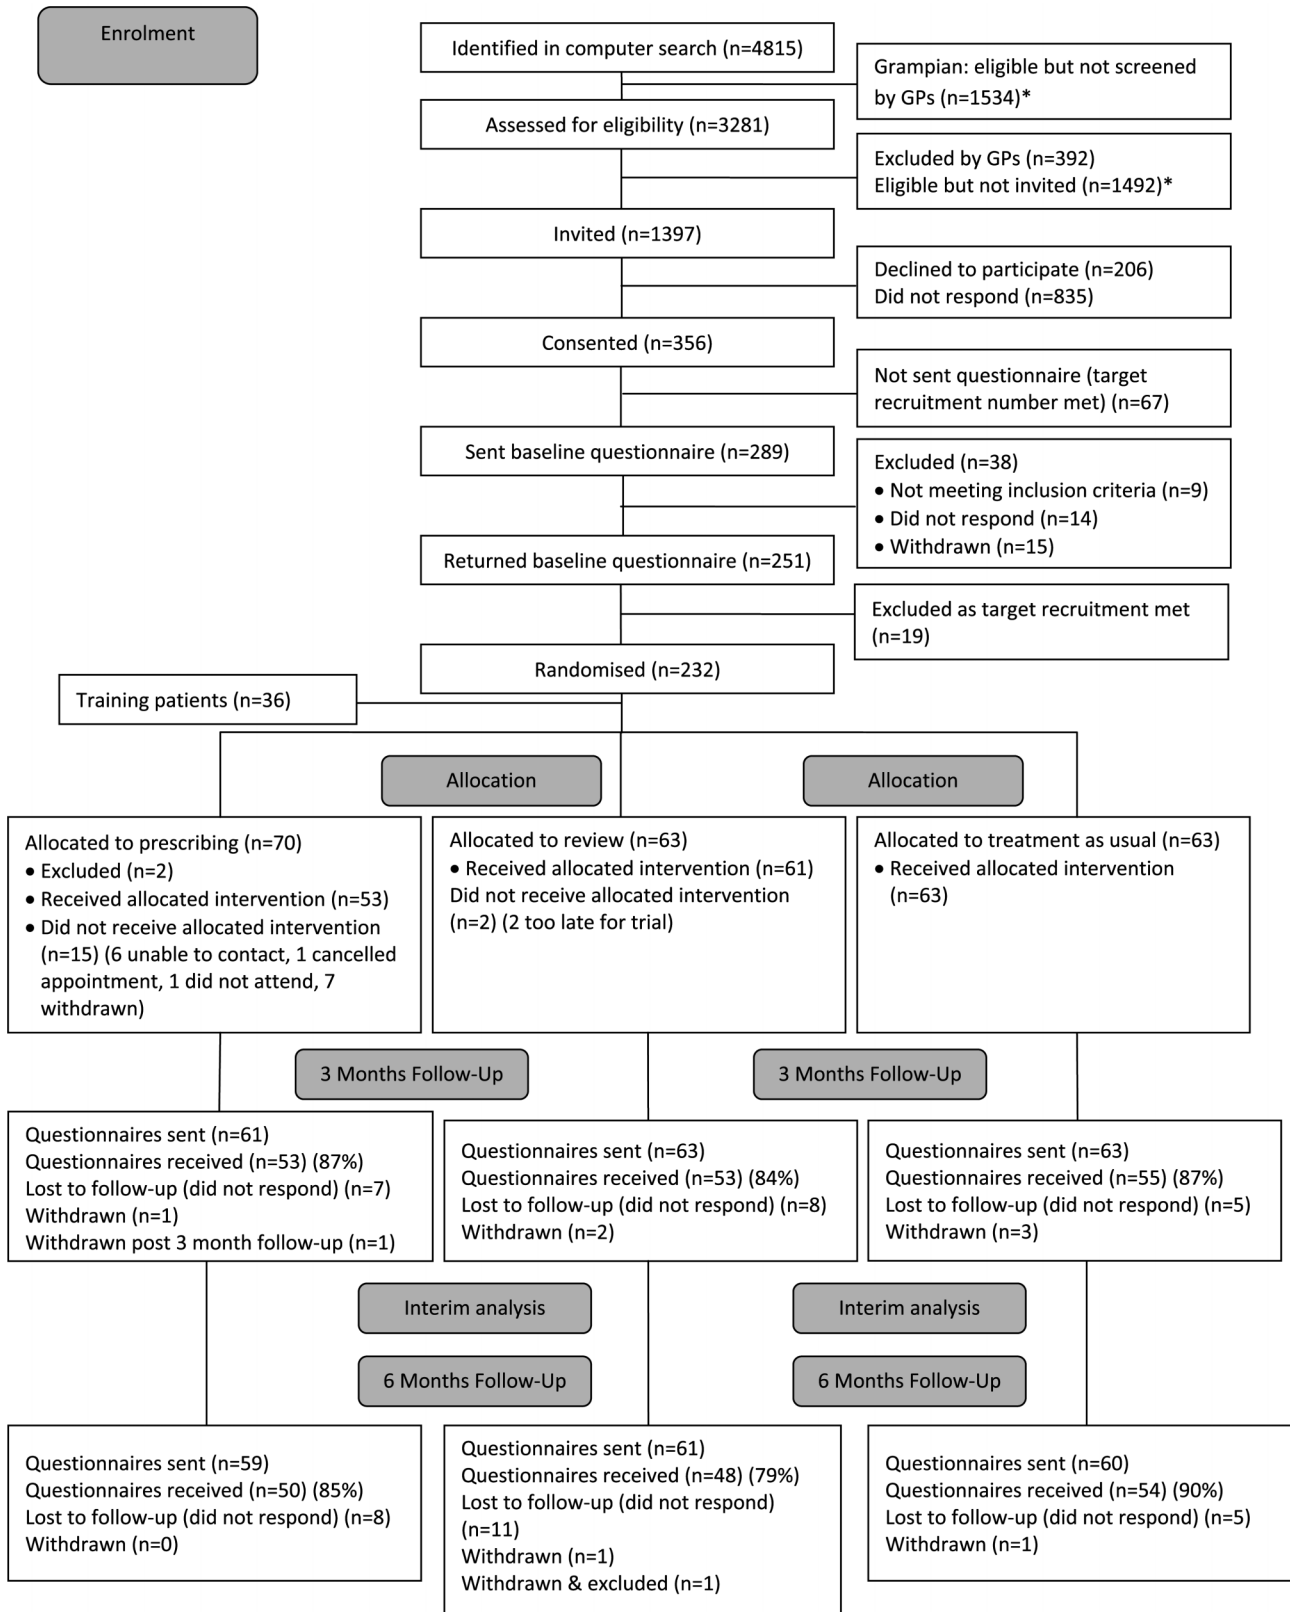 Enrolment
Identified in computer search (n=4815)
Grampian: eligible but not screened
by GPs (n=1534)*
Assessed for eligibility (n=3281)
Excluded by GPs (n=392)
Eligible but not invited (n=1492)*
Invited (n=1397)
Declined to participate (n=206)
Did not respond (n=835)
Consented (n=356)
Not sent questionnaire (target
recruitment number met) (n=67)
Sent baseline questionnaire (n=289)
Excluded (n=38)
• Not meeting inclusion criteria (n=9)
• Did not respond (n=14)
• Withdrawn (n=15)
Returned baseline questionnaire (n=251)
Excluded as target recruitment met
(n=19)
Randomised (n=232)
Training patients (n=36)
Allocation
Allocation
Allocated to prescribing (n=70)
• Excluded (n=2)
• Received allocated intervention (n=53)
• Did not receive allocated intervention
(n=15) (6 unable to contact, 1 cancelled
appointment, 1 did not attend, 7
withdrawn)
Allocated to review (n=63)
• Received allocated intervention (n=61)
Did not receive allocated intervention
(n=2) (2 too late for trial)
Allocated to treatment as usual (n=63)
• Received allocated intervention
(n=63)
3 Months Follow-Up
3 Months Follow-Up
Questionnaires sent (n=61)
Questionnaires received (n=53) (87%)
Lost to follow-up (did not respond) (n=7)
Withdrawn (n=1)
Withdrawn post 3 month follow-up (n=1)
Questionnaires sent (n=63)
Questionnaires received (n=53) (84%)
Lost to follow-up (did not respond) (n=8)
Withdrawn (n=2)
Questionnaires sent (n=63)
Questionnaires received (n=55) (87%)
Lost to follow-up (did not respond) (n=5)
Withdrawn (n=3)
Interim analysis
Interim analysis
6 Months Follow-Up
6 Months Follow-Up
Questionnaires sent (n=59)
Questionnaires received (n=50) (85%)
Lost to follow-up (did not respond) (n=8)
Withdrawn (n=0)
Questionnaires sent (n=61)
Questionnaires received (n=48) (79%)
Lost to follow-up (did not respond)
(n=11)
Withdrawn (n=1)
Withdrawn & excluded (n=1)
Questionnaires sent (n=60)
Questionnaires received (n=54) (90%)
Lost to follow-up (did not respond) (n=5)
Withdrawn (n=1)